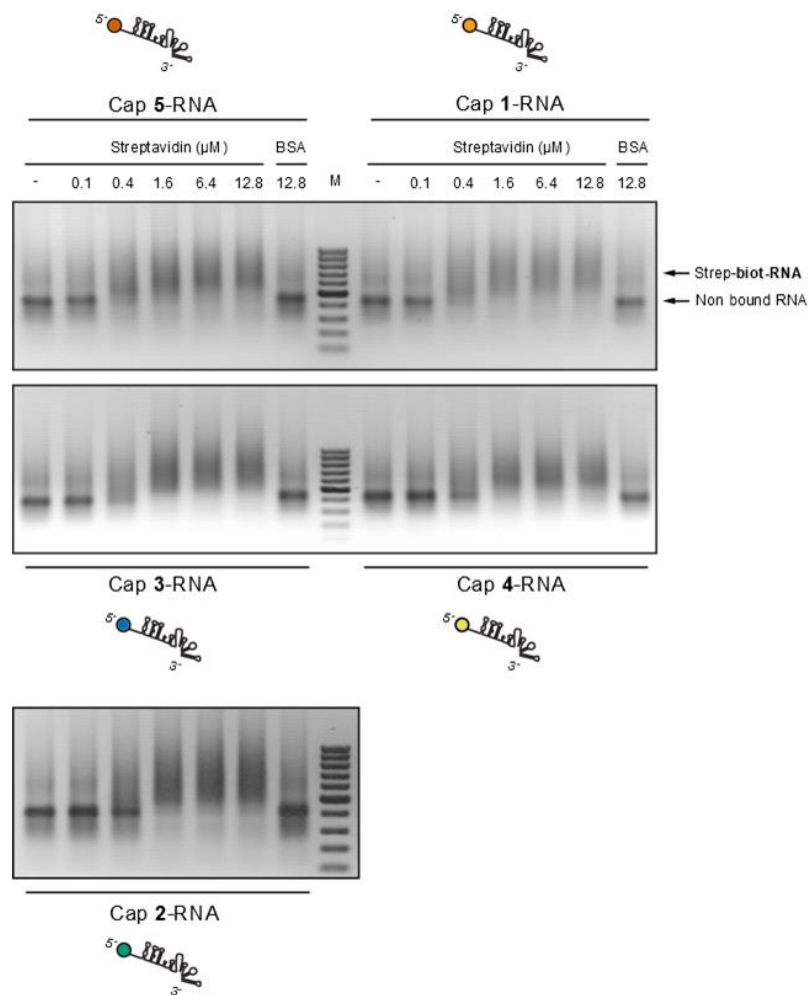 5'- 3'- 5'- 3'-
Cap 5-RNA Cap 1-RNA
Streptavidin (µM) BSA Streptavidin (µM) BSA
- 0.1 0.4 1.6 6.4 12.8 12.8 M - 0.1 0.4 1.6 6.4 12.8 12.8
Strep-biot-RNA
Non bound RNA
Cap 3-RNA Cap 4-RNA
5'- 3'- 5'- 3'-
Cap 2-RNA
5'- 3'-